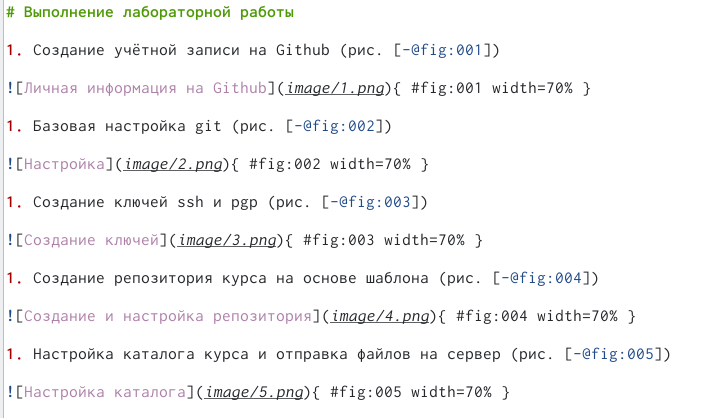 # Выполнение лабораторной работы
1. Создание учётной записи на Github (рис. [-@fig:001])
![Личная информация на Github](image/1.png){ #fig:001 width=70% }
1. Базовая настройка git (рис. [-@fig:002])
![Настройка](image/2.png){ #fig:002 width=70% }
1. Создание ключей ssh и pgp (рис. [-@fig:003])
![Создание ключей](image/3.png){ #fig:003 width=70% }
1. Создание репозитория курса на основе шаблона (рис. [-@fig:004])
![Создание и настройка репозитория](image/4.png){ #fig:004 width=70% }
1. Настройка каталога курса и отправка файлов на сервер (рис. [-@fig:005])
![Настройка каталога](image/5.png){ #fig:005 width=70% }